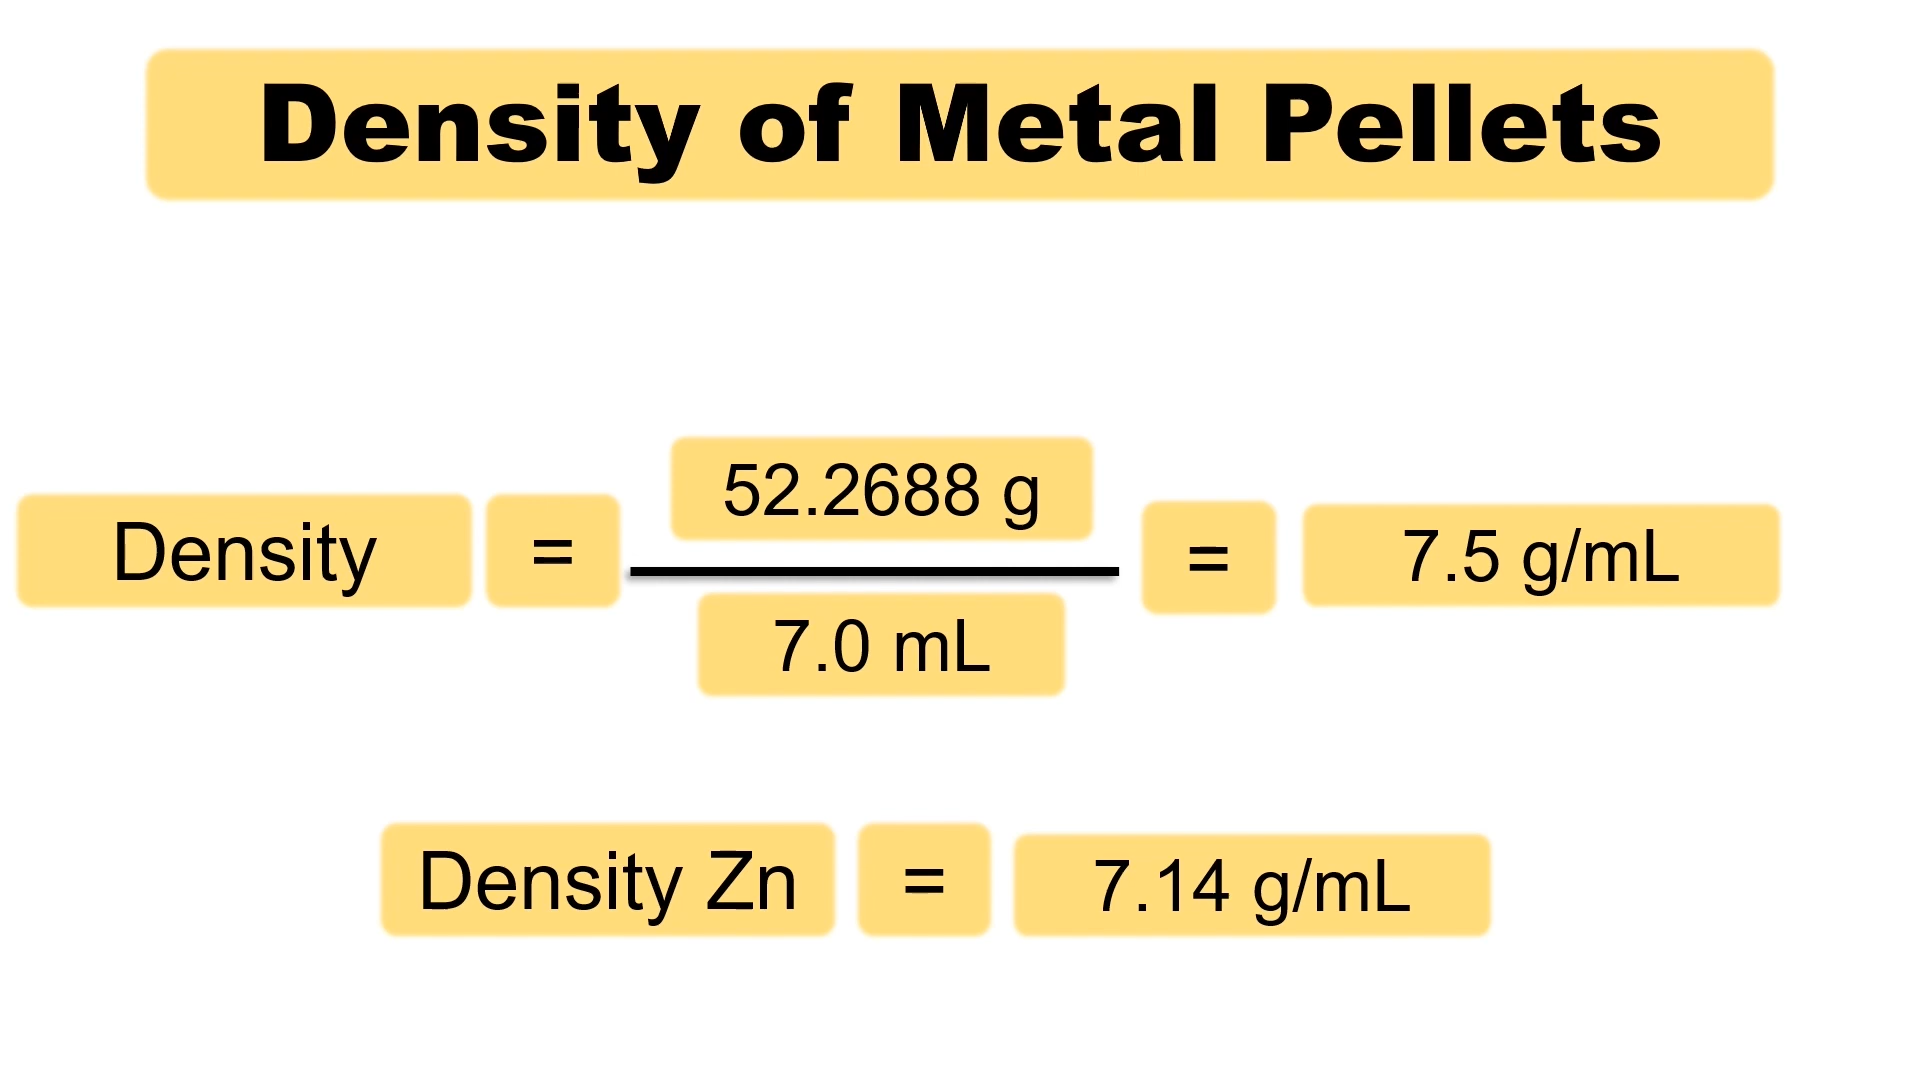 Density of Metal Pellets
52.2688 g
Density = = 7.5 g/mL
7.0 mL
Density Zn = 7.14 g/mL